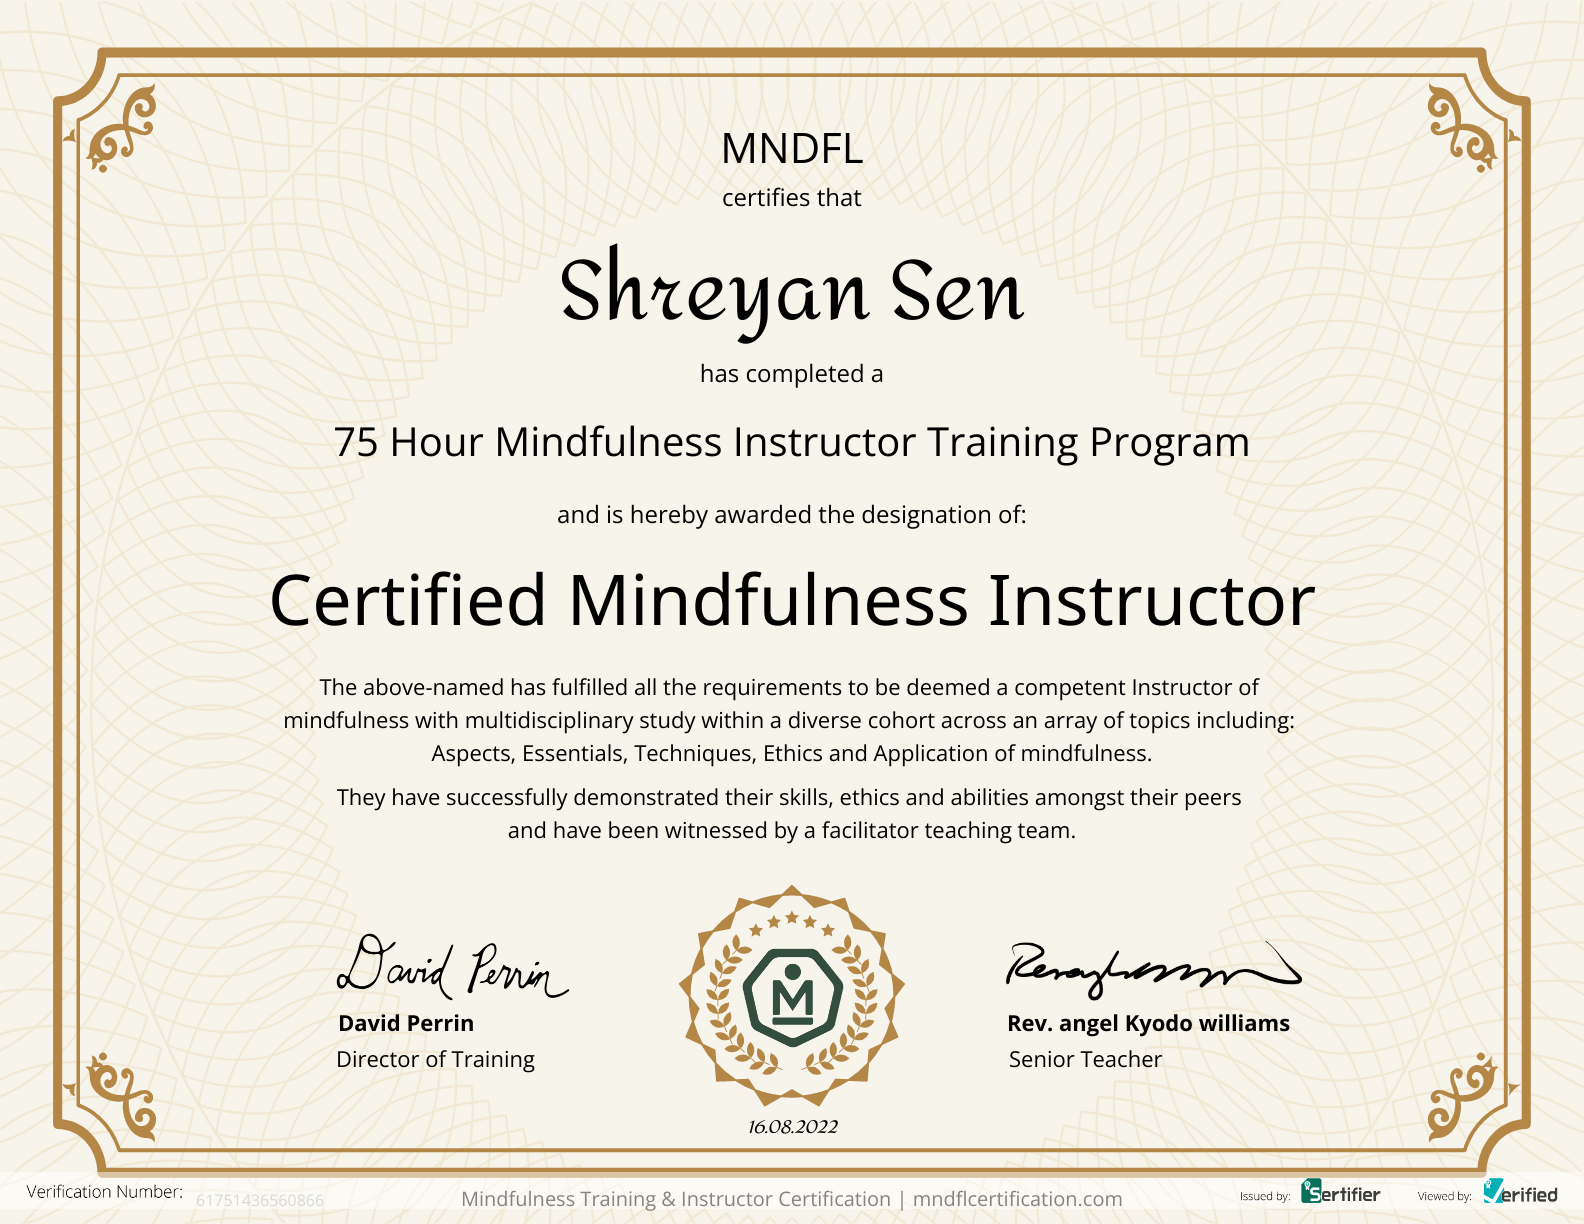 MNDFL
certifies that
Shreyan Sen
has completed a
75 Hour Mindfulness Instructor Training Program
and is hereby awarded the designation of:
Certified Mindfulness Instructor
The above-named has fulfilled all the requirements to be deemed a competent Instructor of
mindfulness with multidisciplinary study within a diverse cohort across an array of topics including:
Aspects, Essentials, Techniques, Ethics and Application of mindfulness.
They have successfully demonstrated their skills, ethics and abilities amongst their peers
and have been witnessed by a facilitator teaching team.
David Perrin
David Perrin
Director of Training
M
Rev. angel Kyodo williams
Senior Teacher
16.08.2022
Verification Number: 61751436560866
Mindfulness Training & Instructor Certification | mndflcertification.com
Issued by: Sertifier
Viewed by: Verified